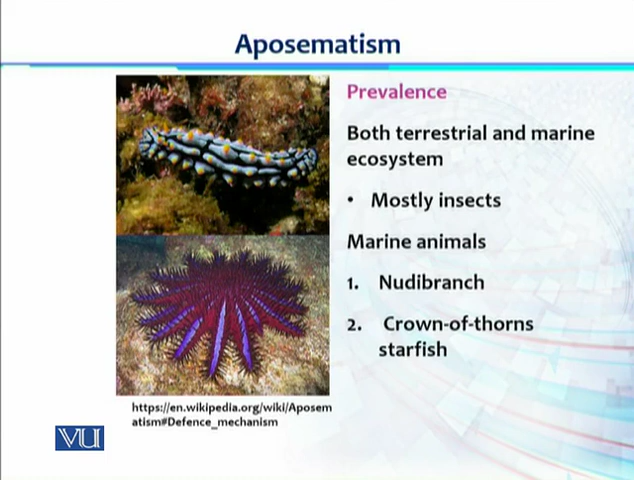 Aposematism
Prevalence
Both terrestrial and marine
ecosystem
• Mostly insects
Marine animals
1. Nudibranch
2. Crown-of-thorns
starfish
https://en.wikipedia.org/wiki/Aposem
atism#Defence_mechanism
VU